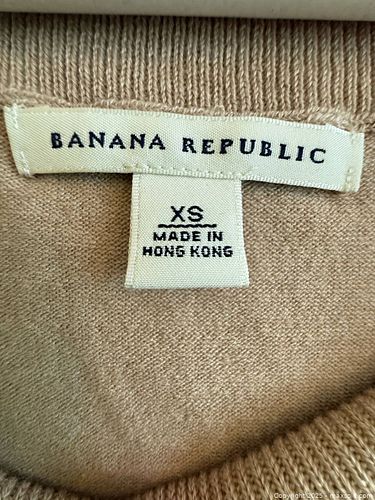 BANANA REPUBLIC
XS
MADE IN
HONG KONG
Copyright 2025 - maxsold.com